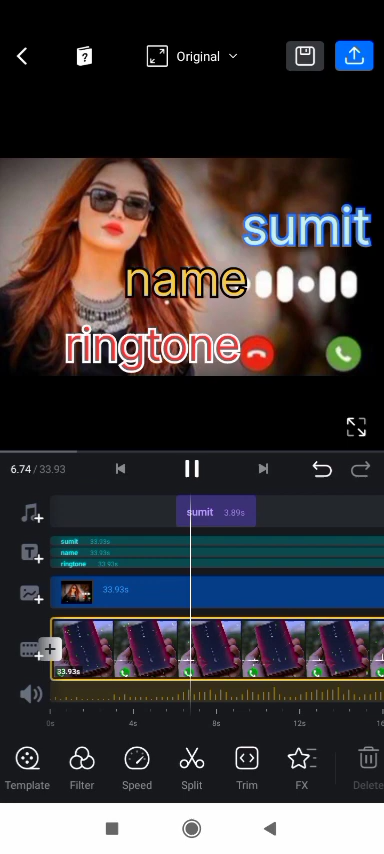 Original
sumit
name
ringtone
6.74 / 33.93
sumit 3.89s
sumit
name
ringtone
33.93s
33.93s
0s 4s 8s 12s 16
Template Filter Speed Split Trim FX Delete